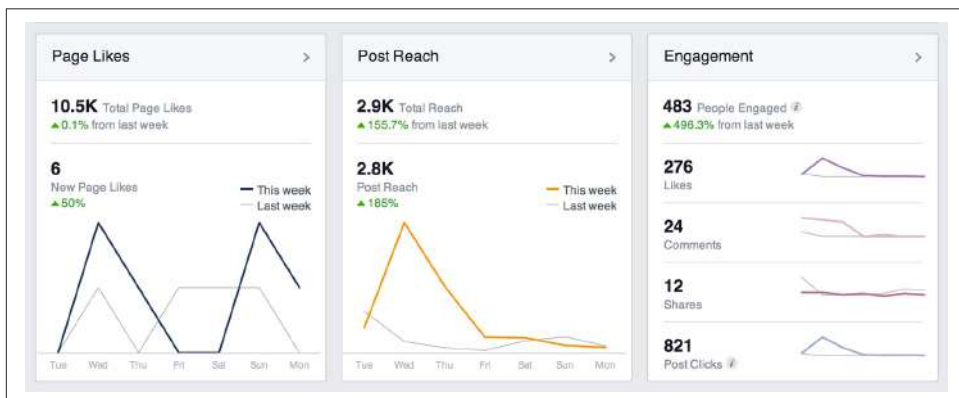 Page Likes
10.5K Total Page Likes
0.1% from last week
6
New Page Likes
50%
This week
Last week
Tue Wed Thu Fri Sat Sun Mon
Post Reach
2.9K Total Reach
155.7% from last week
2.8K
Post Reach
185%
This week
Last week
Tue Wed Thu Fri Sat Sun Mon
Engagement
483 People Engaged
496.3% from last week
276
Likes
24
Comments
12
Shares
821
Post Clicks